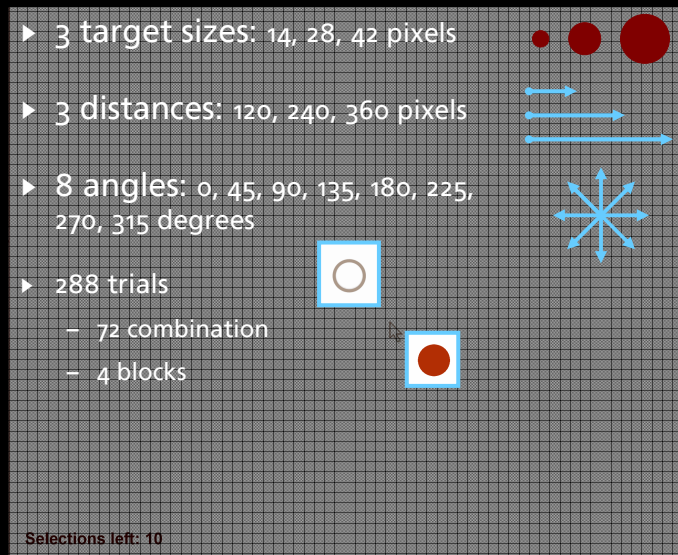 3 target sizes: 14, 28, 42 pixels
3 distances: 120, 240, 360 pixels
8 angles: 0, 45, 90, 135, 180, 225,
270, 315 degrees
288 trials
– 72 combination
– 4 blocks
Selections left: 10